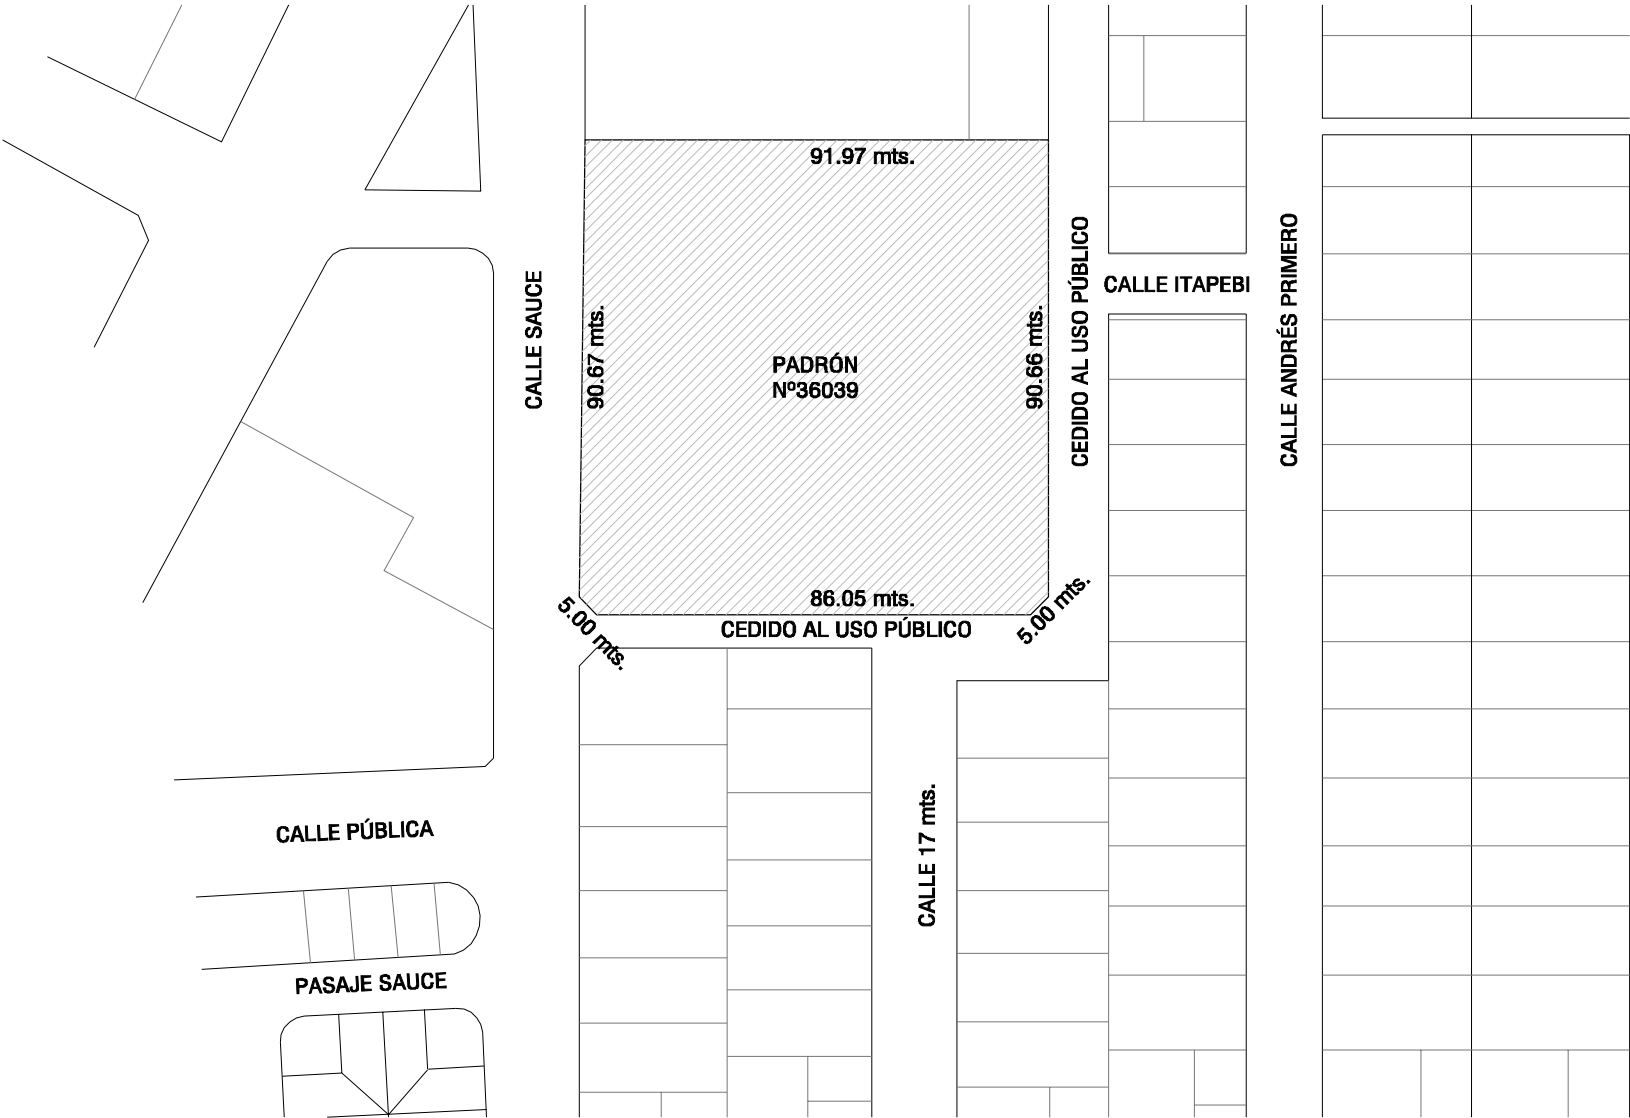 91.97 mts.
CALLE SAUCE
90.67 mts.
PADRÓN
Nº36039
90.66 mts.
CEDIDO AL USO PÚBLICO
CALLE ITAPEBI
CALLE ANDRÉS PRIMERO
86.05 mts.
5.00 mts.
5.00 mts.
CEDIDO AL USO PÚBLICO
CALLE PÚBLICA
CALLE 17 mts.
PASAJE SAUCE